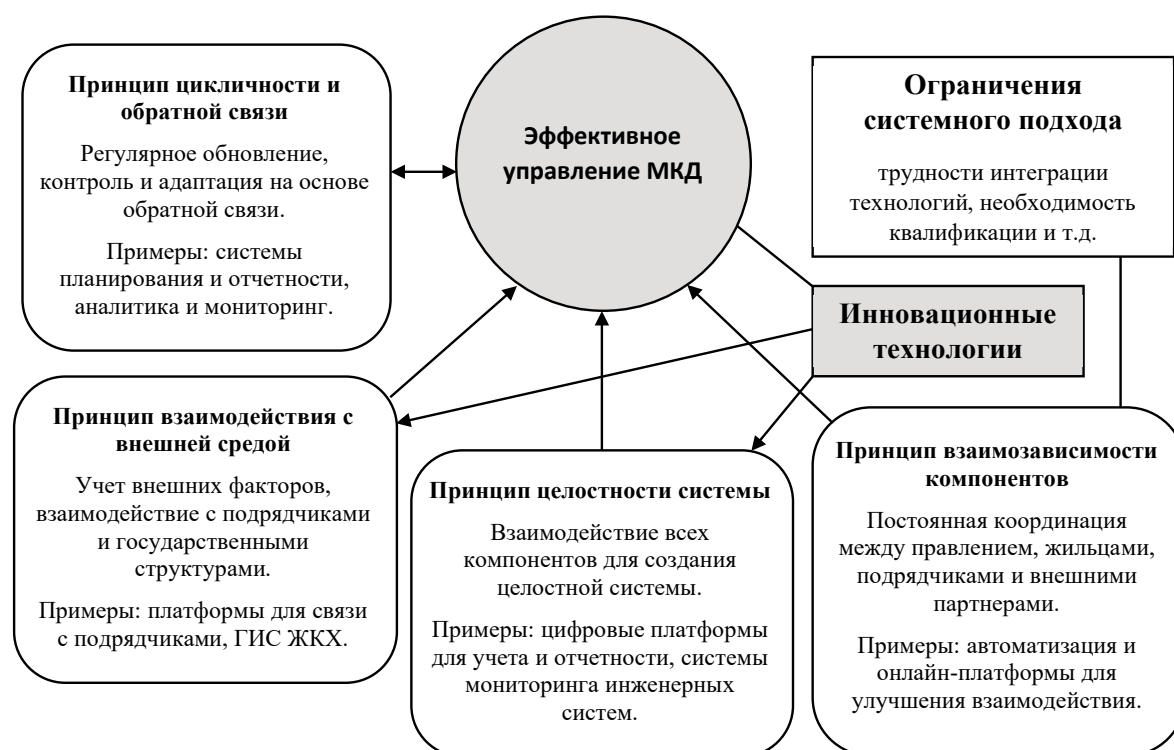 Принцип цикличности и
обратной связи
Регулярное обновление,
контроль и адаптация на основе
обратной связи.
Примеры: системы
планирования и отчетности,
аналитика и мониторинг.
Эффективное
управление МКД
Ограничения
системного подхода
трудности интеграции
технологий, необходимость
квалификации и т.д.
Инновационные
технологии
Принцип взаимодействия с
внешней средой
Учет внешних факторов,
взаимодействие с подрядчиками
и государственными
структурами.
Примеры: платформы для связи
с подрядчиками, ГИС ЖКХ.
Принцип целостности системы
Взаимодействие всех
компонентов для создания
целостной системы.
Примеры: цифровые платформы
для учета и отчетности, системы
мониторинга инженерных
систем.
Принцип взаимозависимости
компонентов
Постоянная координация
между правлением, жильцами,
подрядчиками и внешними
партнерами.
Примеры: автоматизация и
онлайн-платформы для
улучшения взаимодействия.